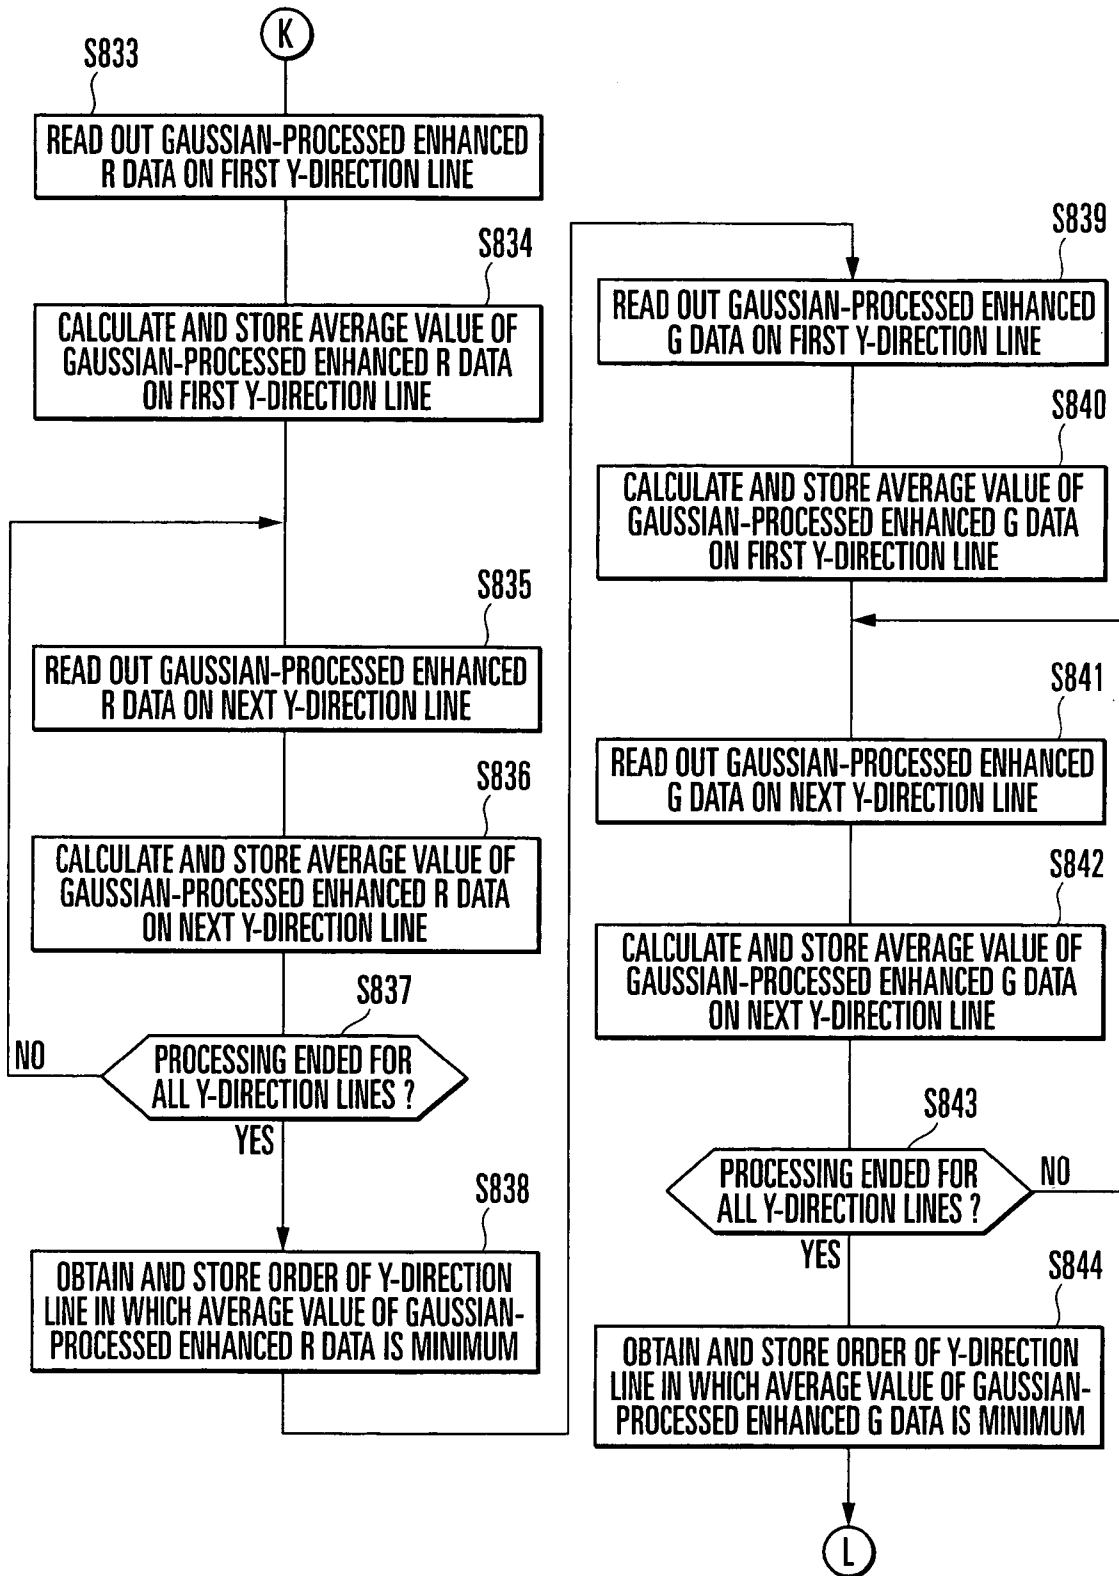 K
S833
READ OUT GAUSSIAN-PROCESSED ENHANCED
R DATA ON FIRST Y-DIRECTION LINE
S834
CALCULATE AND STORE AVERAGE VALUE OF
GAUSSIAN-PROCESSED ENHANCED R DATA
ON FIRST Y-DIRECTION LINE
S835
READ OUT GAUSSIAN-PROCESSED ENHANCED
R DATA ON NEXT Y-DIRECTION LINE
S836
CALCULATE AND STORE AVERAGE VALUE OF
GAUSSIAN-PROCESSED ENHANCED R DATA
ON NEXT Y-DIRECTION LINE
S837
PROCESSING ENDED FOR
ALL Y-DIRECTION LINES ?
NO
YES
S838
OBTAIN AND STORE ORDER OF Y-DIRECTION
LINE IN WHICH AVERAGE VALUE OF GAUSSIAN-
PROCESSED ENHANCED R DATA IS MINIMUM
S839
READ OUT GAUSSIAN-PROCESSED ENHANCED
G DATA ON FIRST Y-DIRECTION LINE
S840
CALCULATE AND STORE AVERAGE VALUE OF
GAUSSIAN-PROCESSED ENHANCED G DATA
ON FIRST Y-DIRECTION LINE
S841
READ OUT GAUSSIAN-PROCESSED ENHANCED
G DATA ON NEXT Y-DIRECTION LINE
S842
CALCULATE AND STORE AVERAGE VALUE OF
GAUSSIAN-PROCESSED ENHANCED G DATA
ON NEXT Y-DIRECTION LINE
S843
PROCESSING ENDED FOR
ALL Y-DIRECTION LINES ?
NO
YES
S844
OBTAIN AND STORE ORDER OF Y-DIRECTION
LINE IN WHICH AVERAGE VALUE OF GAUSSIAN-
PROCESSED ENHANCED G DATA IS MINIMUM
L